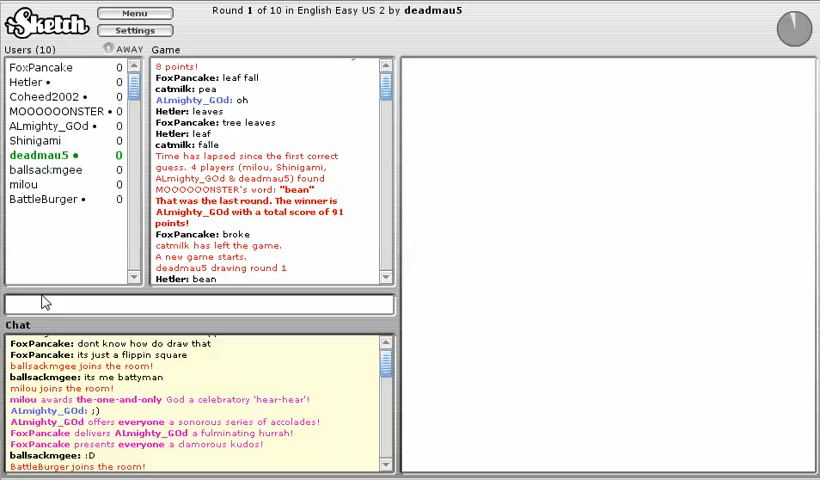 iSketch
Menu
Settings
Round 1 of 10 in English Easy US 2 by deadmau5
Users (10)
AWAY
Game
FoxPancake 0
Hetler • 0
Coheed2002 • 0
MOOOOOONSTER • 0
ALmighty_GOd • 0
Shinigami 0
deadmau5 • 0
ballsackmgee 0
milou 0
BattleBurger • 0
8 points!
FoxPancake: leaf fall
catmilk: pea
ALmighty_GOd: oh
Hetler: leaves
FoxPancake: tree leaves
Hetler: leaf
catmilk: falle
Time has lapsed since the first correct
guess. 4 players (milou, Shinigami,
ALmighty_GOd & deadmau5) found
MOOOOOONSTER's word: "bean"
That was the last round. The winner is
ALmighty_GOd with a total score of 91
points!
FoxPancake: broke
catmilk has left the game.
A new game starts.
deadmau5 drawing round 1
Hetler: bean
Chat
FoxPancake: dont know how do draw that
FoxPancake: its just a flippin square
ballsackmgee joins the room!
ballsackmgee: its me battyman
milou joins the room!
milou awards the-one-and-only God a celebratory 'hear-hear'!
ALmighty_GOd: ;)
ALmighty_GOd offers everyone a sonorous series of accolades!
FoxPancake delivers ALmighty_GOd a fulminating hurrah!
FoxPancake presents everyone a clamorous kudos!
ballsackmgee: :D
BattleBurger joins the room!